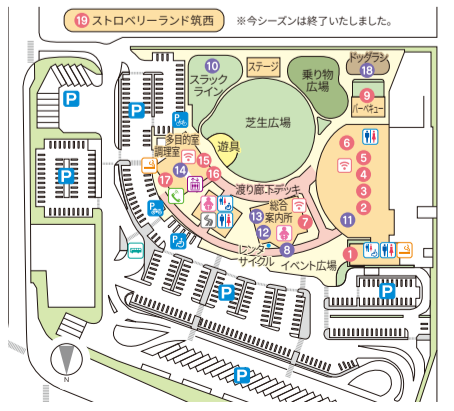 19 ストロベリーランド筑西 ※今シーズンは終了いたしました。
10
スラック
ライン
ステージ
乗り物
広場
ドッグラン
18
9
バーベキュー
P
P
P
P
芝生広場
遊具
多目的室
調理室
15
14
16
17
6
5
4
3
2
11
渡り廊下デッキ
総合
案内所
13
12
7
8
レンタ
サイクル
イベント広場
1
P
P
P
P
P
P
N